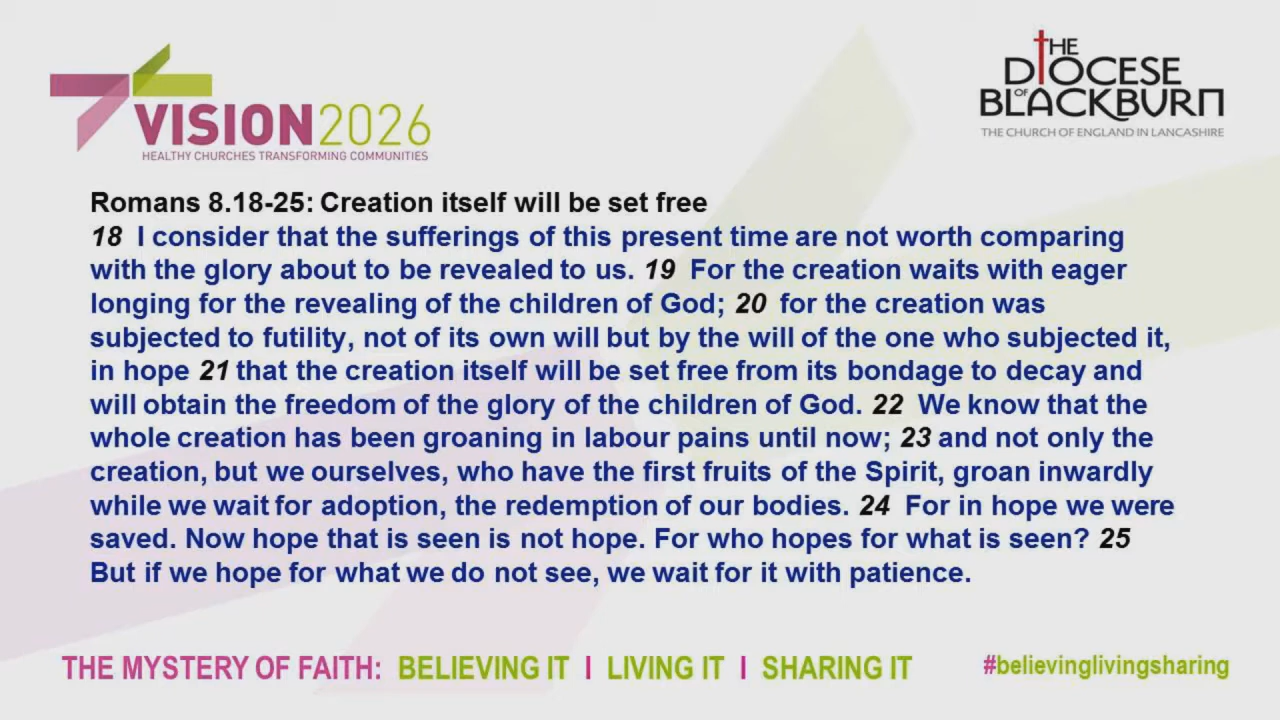 VISION2026
HEALTHY CHURCHES TRANSFORMING COMMUNITIES
THE
DIOCESE
OF
BLACKBURN
THE CHURCH OF ENGLAND IN LANCASHIRE
Romans 8.18-25: Creation itself will be set free
18 I consider that the sufferings of this present time are not worth comparing
with the glory about to be revealed to us. 19 For the creation waits with eager
longing for the revealing of the children of God; 20 for the creation was
subjected to futility, not of its own will but by the will of the one who subjected it,
in hope 21 that the creation itself will be set free from its bondage to decay and
will obtain the freedom of the glory of the children of God. 22 We know that the
whole creation has been groaning in labour pains until now; 23 and not only the
creation, but we ourselves, who have the first fruits of the Spirit, groan inwardly
while we wait for adoption, the redemption of our bodies. 24 For in hope we were
saved. Now hope that is seen is not hope. For who hopes for what is seen? 25
But if we hope for what we do not see, we wait for it with patience.
THE MYSTERY OF FAITH: BELIEVING IT I LIVING IT I SHARING IT
#believinglivingsharing